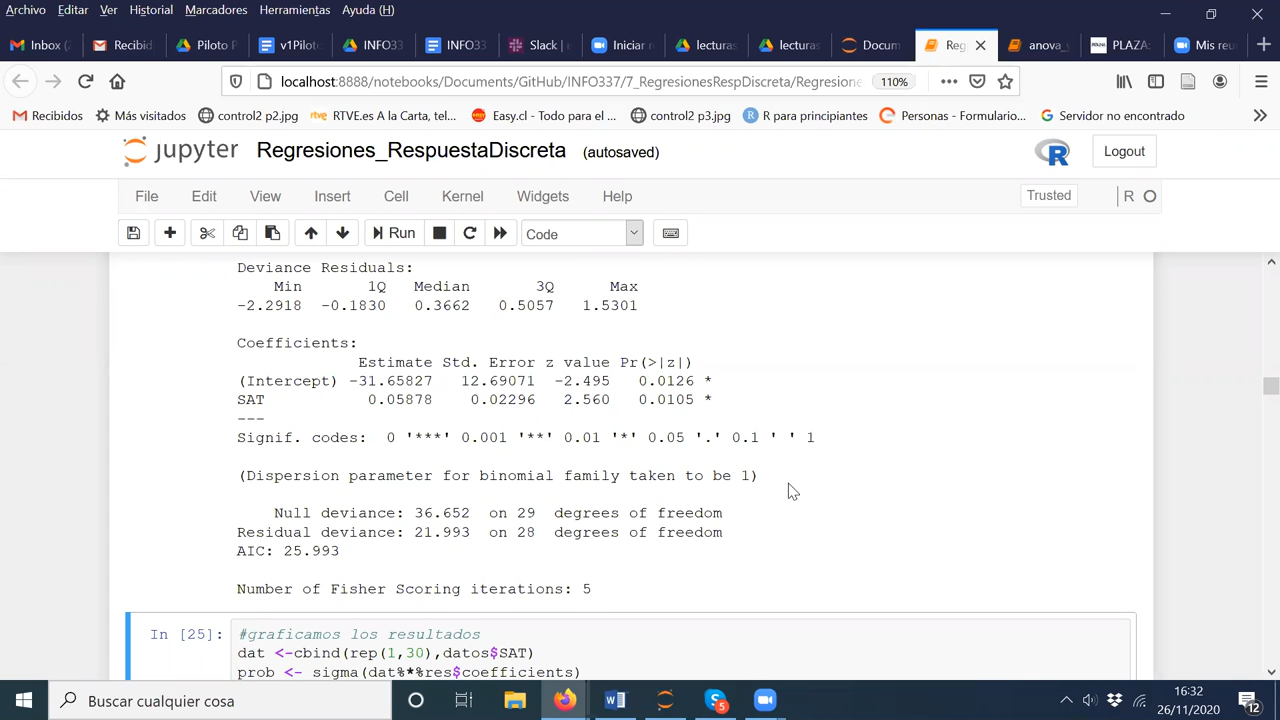 Archivo Editar Ver Historial Marcadores Herramientas Ayuda (H)
Inbox (2 Recibid Piloto P v1Pilote INFO33 INFO33 Slack | Iniciar r lecturas lecturas Docum Reg anova_ PLAZA: Mis reu
localhost:8888/notebooks/Documents/GitHub/INFO337/7_RegresionesRespDiscreta/Regresione 110%
Recibidos Más visitados control2 p2.jpg RTVE.es A la Carta, tel... Easy.cl - Todo para el ... control2 p3.jpg R para principiantes Personas - Formulario... Servidor no encontrado
jupyter Regresiones_RespuestaDiscreta (autosaved) Logout
File Edit View Insert Cell Kernel Widgets Help Trusted R
Run Code
Deviance Residuals:
Min 1Q Median 3Q Max
-2.2918 -0.1830 0.3662 0.5057 1.5301
Coefficients:
Estimate Std. Error z value Pr(>|z|)
(Intercept) -31.65827 12.69071 -2.495 0.0126 *
SAT 0.05878 0.02296 2.560 0.0105 *
---
Signif. codes: 0 '***' 0.001 '**' 0.01 '*' 0.05 '.' 0.1 ' ' 1
(Dispersion parameter for binomial family taken to be 1)
Null deviance: 36.652 on 29 degrees of freedom
Residual deviance: 21.993 on 28 degrees of freedom
AIC: 25.993
Number of Fisher Scoring iterations: 5
In [25]: #graficamos los resultados
dat <-cbind(rep(1,30),datos$SAT)
prob <- sigma(dat%*%res$coefficients)
Buscar cualquier cosa 5 16:32
26/11/2020 12